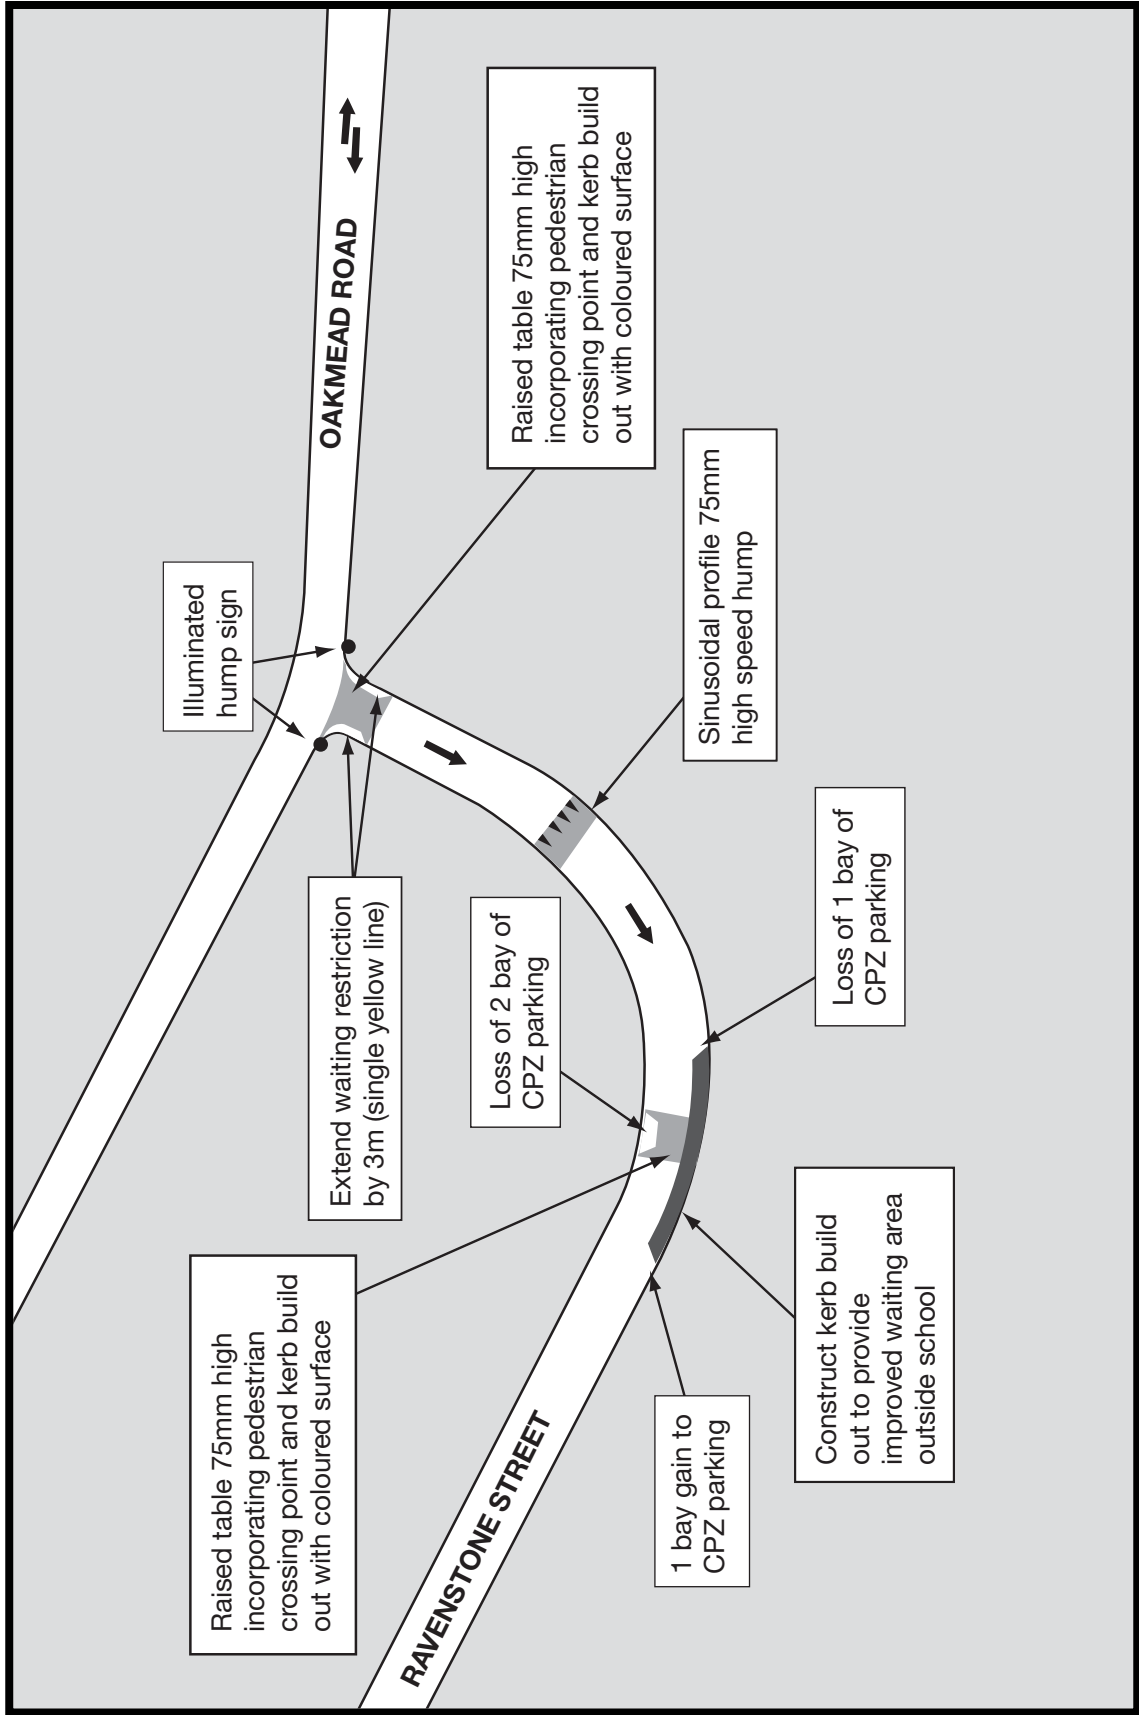 Raised table 75mm high
incorporating pedestrian
crossing point and kerb build
out with coloured surface
Extend waiting restriction
by 3m (single yellow line)
Illuminated
hump sign
OAKMEAD ROAD
Raised table 75mm high
incorporating pedestrian
crossing point and kerb build
out with coloured surface
Loss of 2 bay of
CPZ parking
Sinusoidal profile 75mm
high speed hump
RAVENSTONE STREET
1 bay gain to
CPZ parking
Construct kerb build
out to provide
improved waiting area
outside school
Loss of 1 bay of
CPZ parking